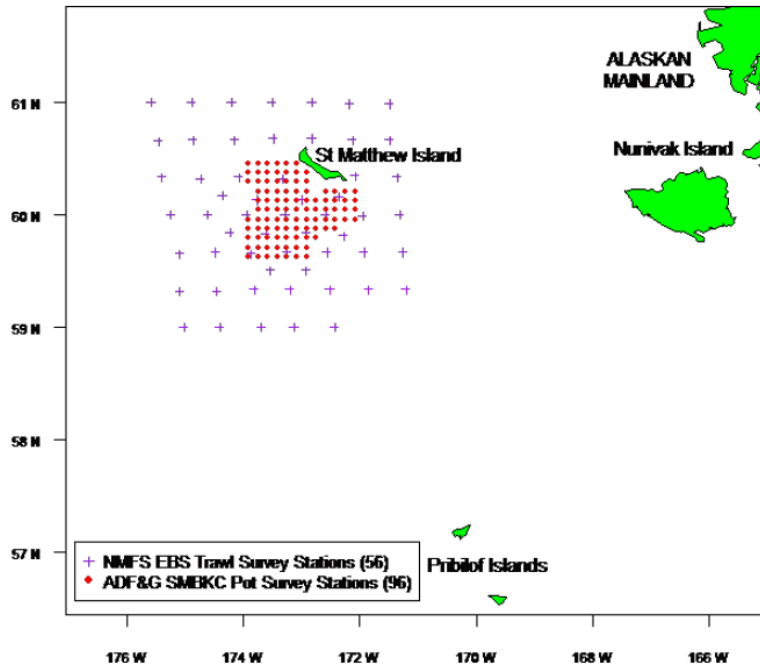 ALASKAN
MAINLAND
61 N
St Matthew Island
Nunivak Island
60 N
59 N
58 N
57 N
NMFS EBS Trawl Survey Stations (56)
ADF&G SMBKC Pot Survey Stations (96)
Pribilof Islands
176 W
174 W
172 W
170 W
168 W
166 W